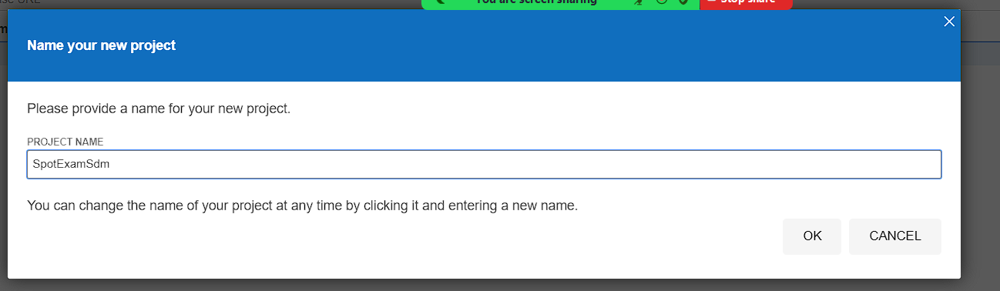 You are screen sharing
Stop share
Name your new project
Please provide a name for your new project.
PROJECT NAME
SpotExamSdm
You can change the name of your project at any time by clicking it and entering a new name.
OK
CANCEL